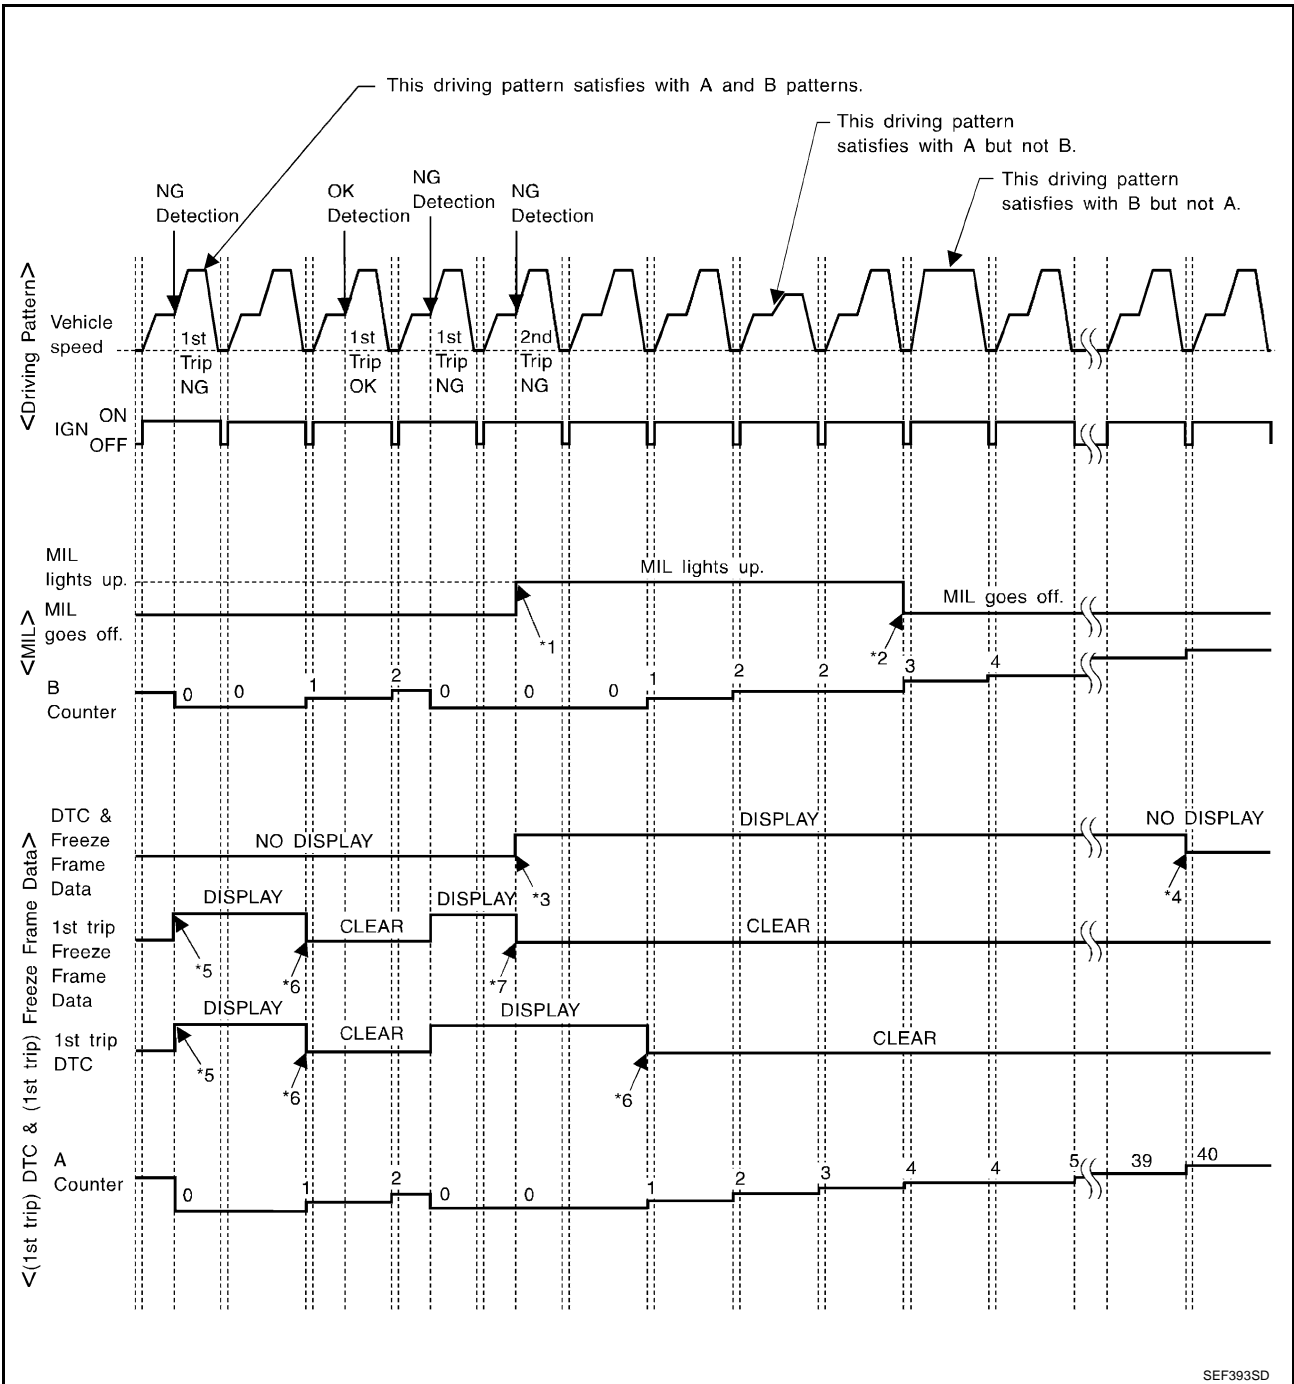 This driving pattern satisfies with A and B patterns.
This driving pattern
satisfies with A but not B.
This driving pattern
satisfies with B but not A.
NG
Detection
OK
Detection
NG
Detection
NG
Detection
<Driving Pattern>
Vehicle
speed
1st
Trip
NG
1st
Trip
OK
1st
Trip
NG
2nd
Trip
NG
IGN
ON
OFF
<MIL>
MIL
lights up.
MIL lights up.
MIL
goes off.
MIL goes off.
*1
*2
B
Counter
0 0 1 2 0 0 0 1 2 2 3 4
<(1st trip) DTC & (1st trip) Freeze Frame Data>
DTC &
Freeze
Frame
Data
NO DISPLAY
DISPLAY
NO DISPLAY
*3
*4
1st trip
Freeze
Frame
Data
DISPLAY
CLEAR
DISPLAY
CLEAR
*5
*6
*7
1st trip
DTC
DISPLAY
CLEAR
DISPLAY
CLEAR
*5
*6
*6
A
Counter
0 1 2 0 0 1 2 3 4 4 5 39 40
SEF393SD